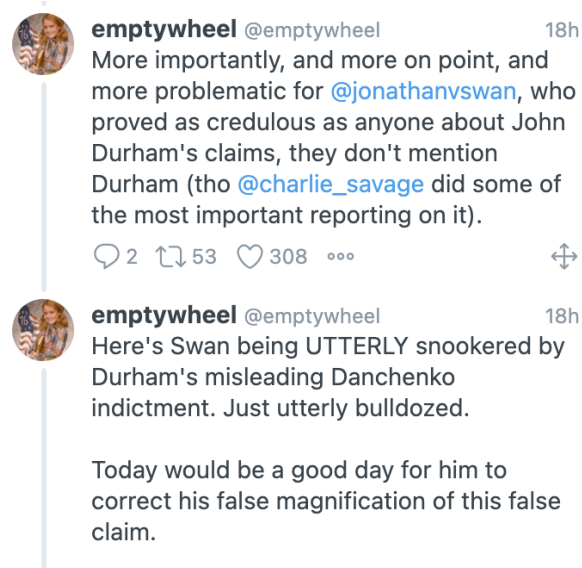 emptywheel @emptywheel 18h
More importantly, and more on point, and
more problematic for @jonathanvswan, who
proved as credulous as anyone about John
Durham's claims, they don't mention
Durham (tho @charlie_savage did some of
the most important reporting on it).
2 53 308
emptywheel @emptywheel 18h
Here's Swan being UTTERLY snookered by
Durham's misleading Danchenko
indictment. Just utterly bulldozed.
Today would be a good day for him to
correct his false magnification of this false
claim.